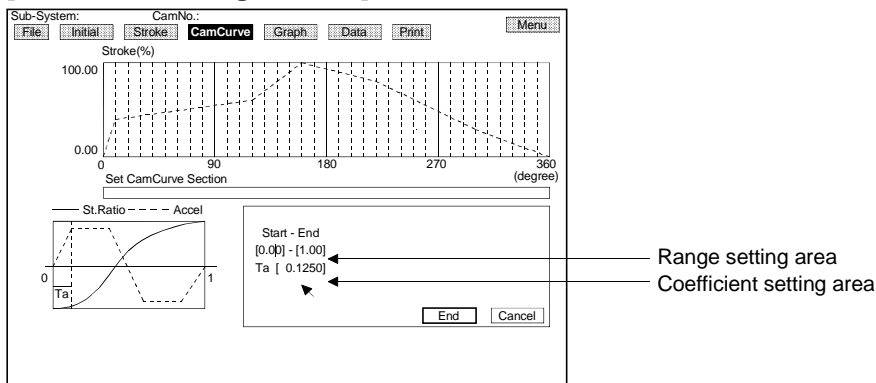 Sub-System: CamNo.:
File Initial Stroke CamCurve Graph Data Print Menu
Stroke(%)
100.00
0.00
0 90 180 270 360
(degree)
Set CamCurve Section
St.Ratio Accel
0 1
Ta
Start - End
[0.00] - [1.00]
Ta [ 0.1250]
End Cancel
Range setting area
Coefficient setting area